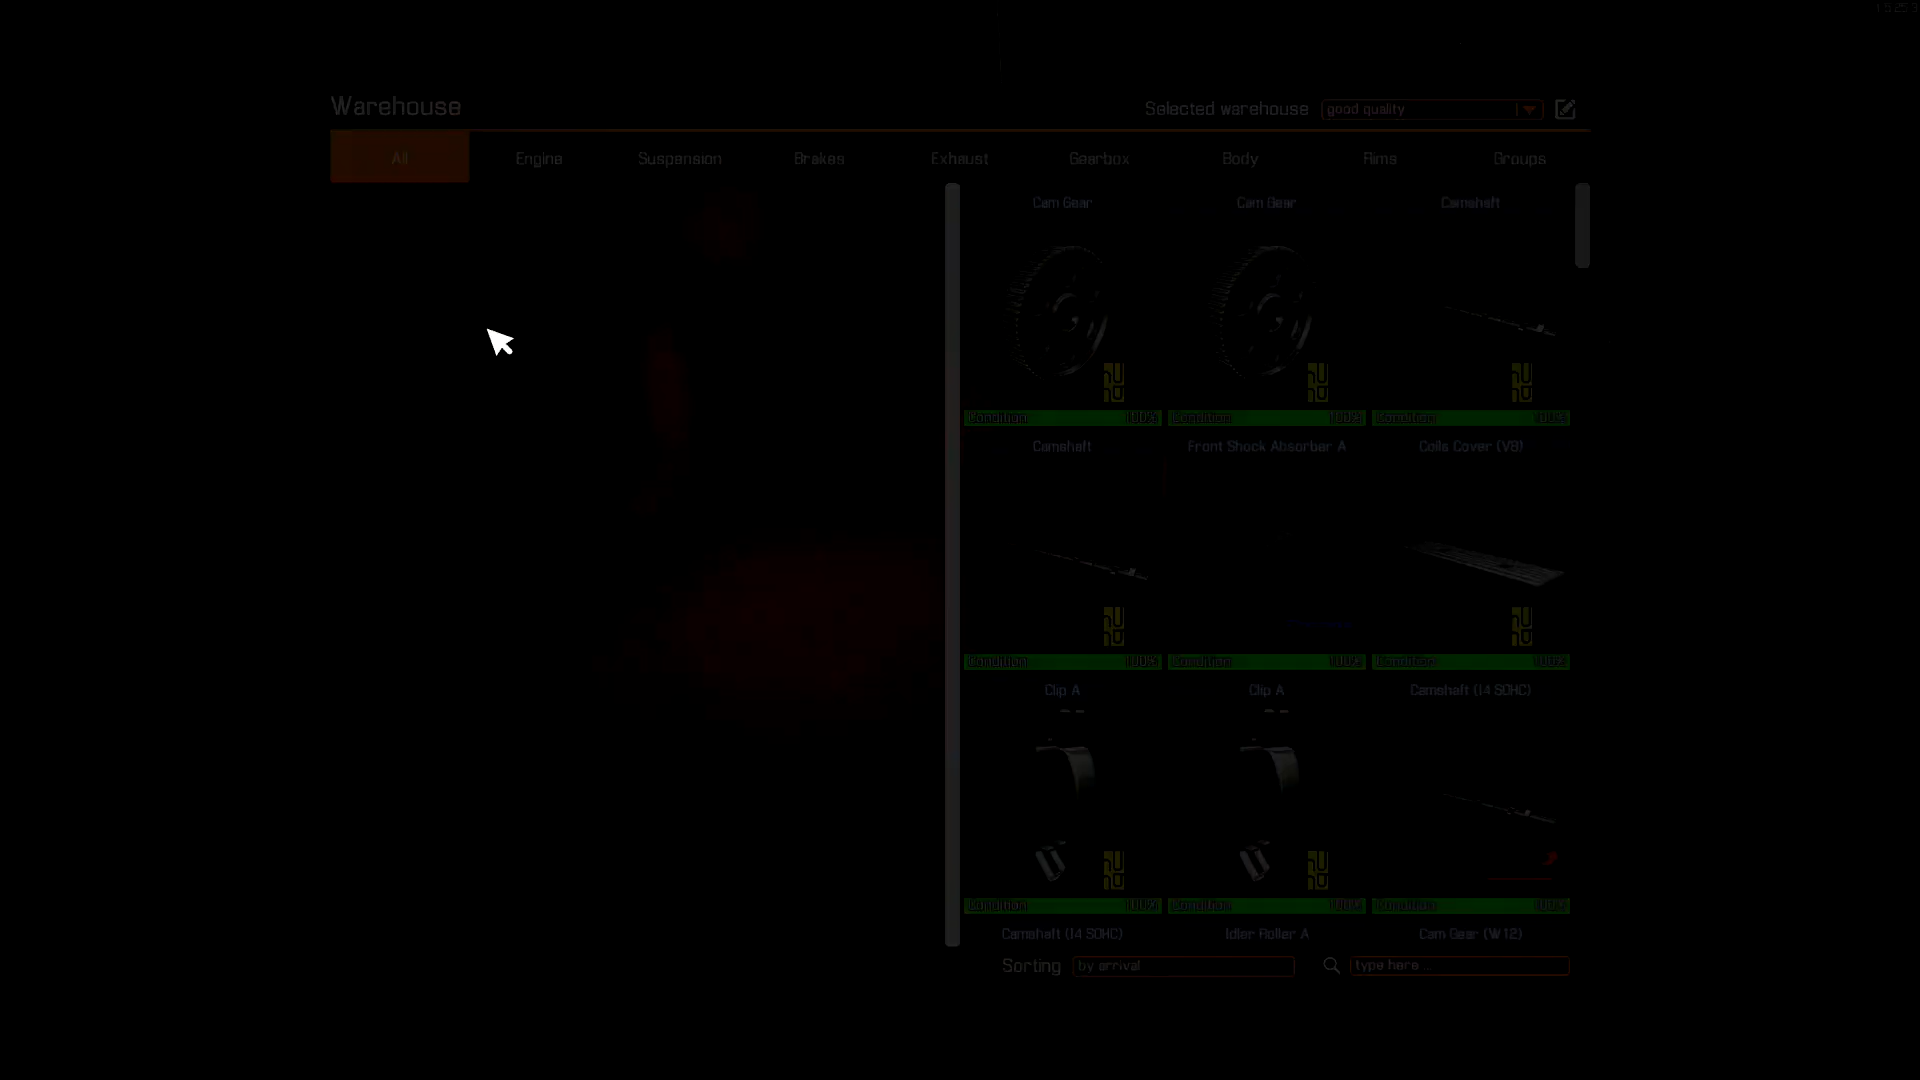 Warehouse
Selected warehouse good quality
All Engine Suspension Brakes Exhaust Gearbox Body Rims Groups
Cam Gear Cam Gear Camshaft
Condition 100% Condition 100% Condition 100%
Camshaft Front Shock Absorber A Coils Cover (V8)
Condition 100% Condition 100% Condition 100%
Clip A Clip A Camshaft (I4 SOHC)
Condition 100% Condition 100% Condition 100%
Camshaft (I4 SOHC) Idler Roller A Cam Gear (W12)
Sorting by arrival type here ...